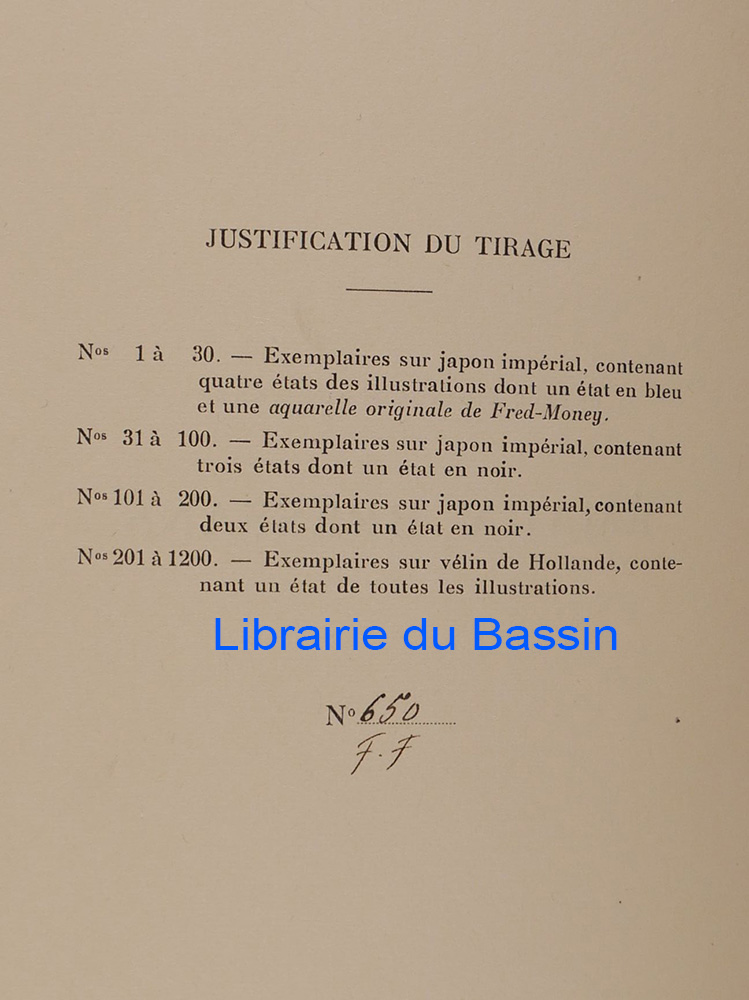 JUSTIFICATION DU TIRAGE
Nos 1 à 30. — Exemplaires sur japon impérial, contenant
quatre états des illustrations dont un état en bleu
et une aquarelle originale de Fred-Money.
Nos 31 à 100. — Exemplaires sur japon impérial, contenant
trois états dont un état en noir.
Nos 101 à 200. — Exemplaires sur japon impérial, contenant
deux états dont un état en noir.
Nos 201 à 1200. — Exemplaires sur vélin de Hollande, conte-
nant un état de toutes les illustrations.
Librairie du Bassin
No 650
F. F